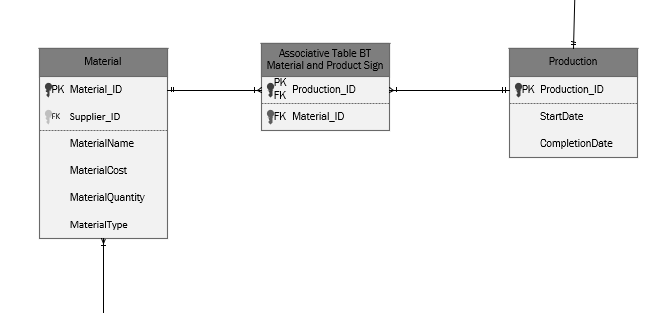 Material
PK Material_ID
FK Supplier_ID
MaterialName
MaterialCost
MaterialQuantity
MaterialType
Associative Table BT
Material and Product Sign
PK
FK Production_ID
FK Material_ID
Production
PK Production_ID
StartDate
CompletionDate